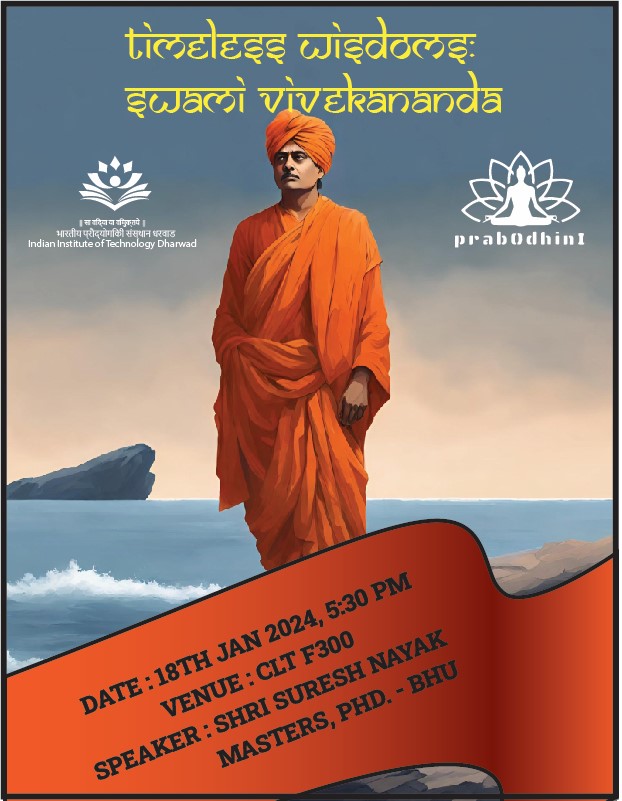 Timeless Wisdoms:
Swami Vivekananda
|| सा विद्या या विमुक्तये ||
भारतीय प्रौद्योगिकी संस्थान धारवाड
Indian Institute of Technology Dharwad
prabOdhinI
DATE : 18TH JAN 2024, 5:30 PM
VENUE : CLT F300
SPEAKER : SHRI SURESH NAYAK
MASTERS, PHD. - BHU